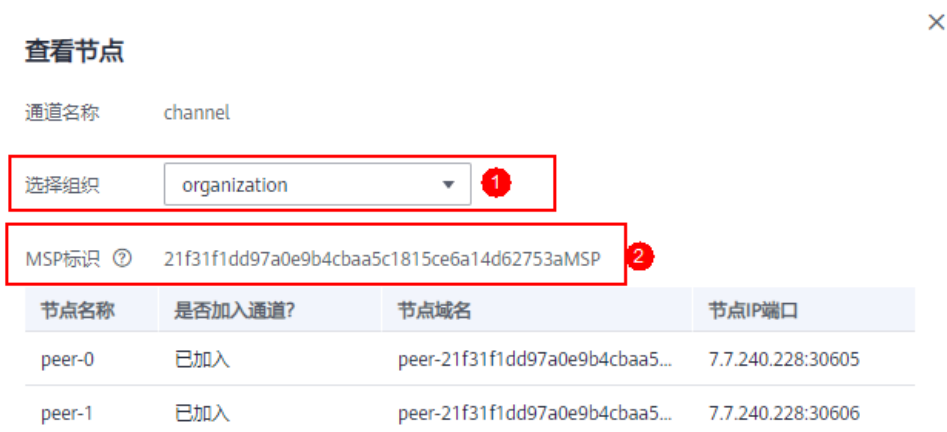 查看节点
通道名称 channel
选择组织 organization 1
MSP标识 ? 21f31f1dd97a0e9b4cbaa5c1815ce6a14d62753aMSP 2
节点名称 是否加入通道? 节点域名 节点IP端口
peer-0 已加入 peer-21f31f1dd97a0e9b4cbaa5... 7.7.240.228:30605
peer-1 已加入 peer-21f31f1dd97a0e9b4cbaa5... 7.7.240.228:30606